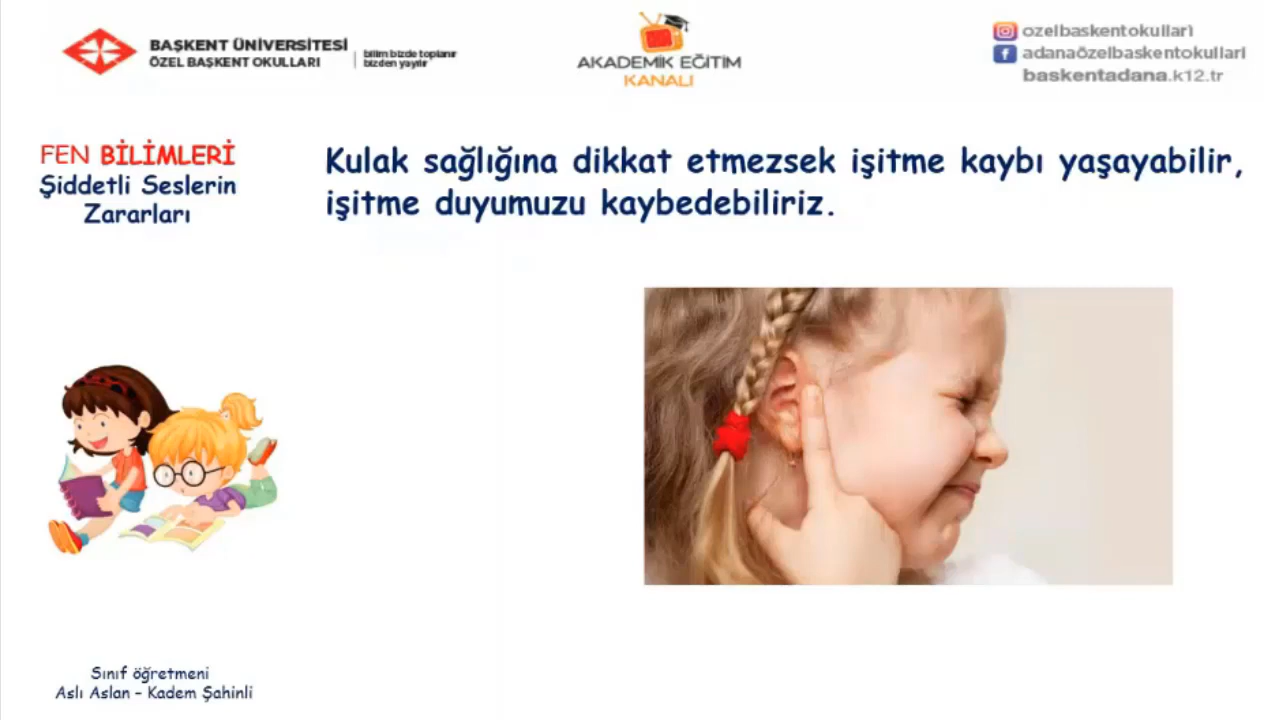 BAŞKENT ÜNİVERSİTESİ
ÖZEL BAŞKENT OKULLARI
bilim bizde toplanır
bizden yayılır
AKADEMİK EĞİTİM
KANALI
ozelbaskentokullari
adanaözelbaskentokullari
baskentadana.k12.tr
FEN BİLİMLERİ
Şiddetli Seslerin
Zararları
Kulak sağlığına dikkat etmezsek işitme kaybı yaşayabilir,
işitme duyumuzu kaybedebiliriz.
Sınıf öğretmeni
Aslı Aslan – Kadem Şahinli